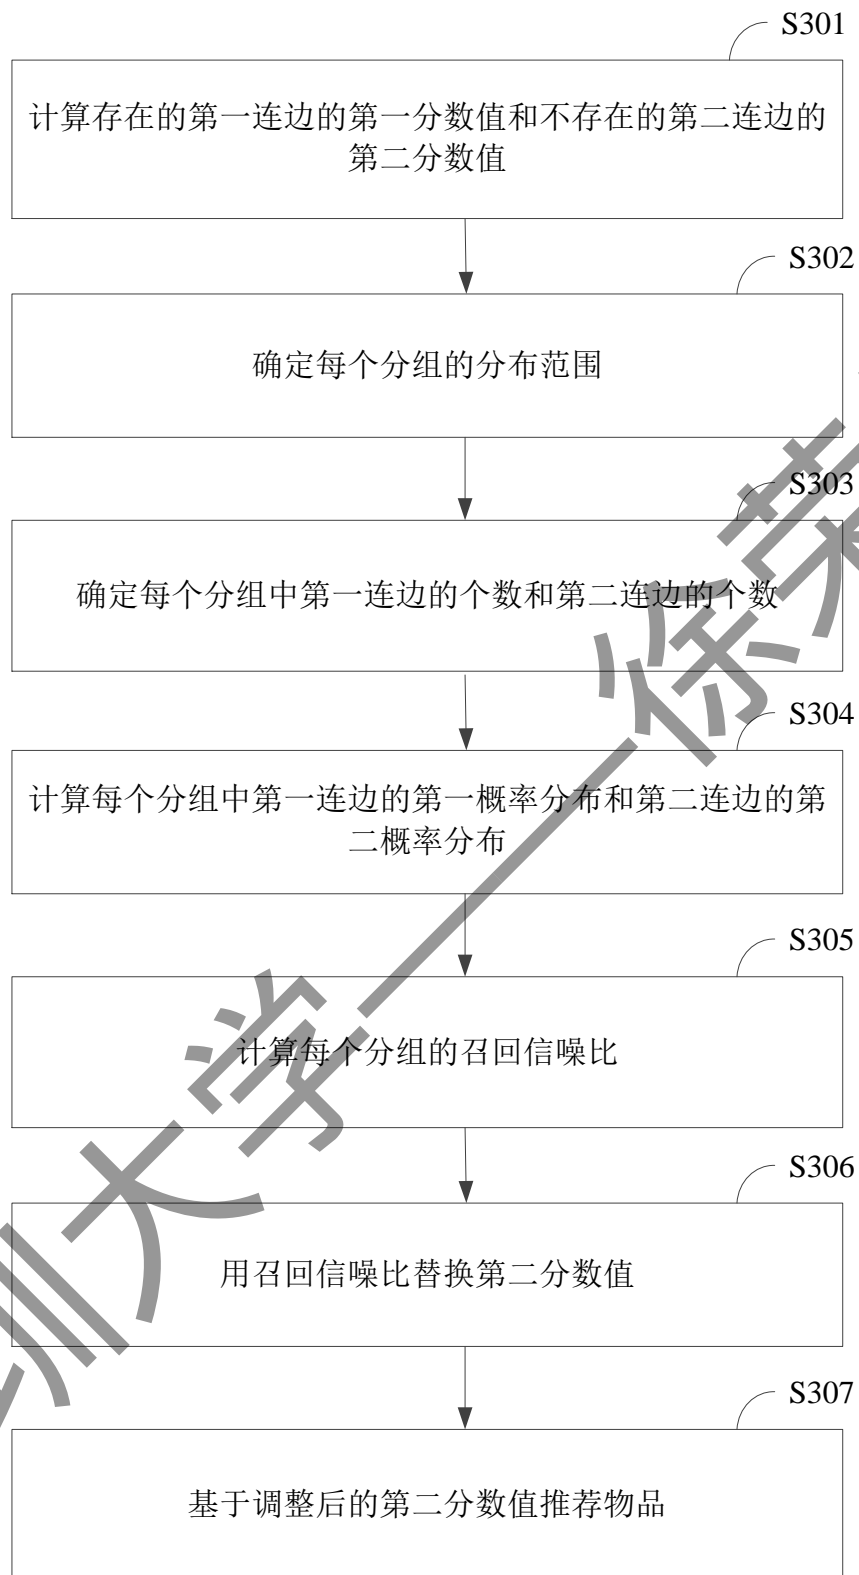 S301
计算存在的第一连边的第一分数值和不存在的第二连边的
第二分数值
S302
确定每个分组的分布范围
S303
确定每个分组中第一连边的个数和第二连边的个数
S304
计算每个分组中第一连边的第一概率分布和第二连边的第
二概率分布
S305
计算每个分组的召回信噪比
S306
用召回信噪比替换第二分数值
S307
基于调整后的第二分数值推荐物品
圳大学——徐荣